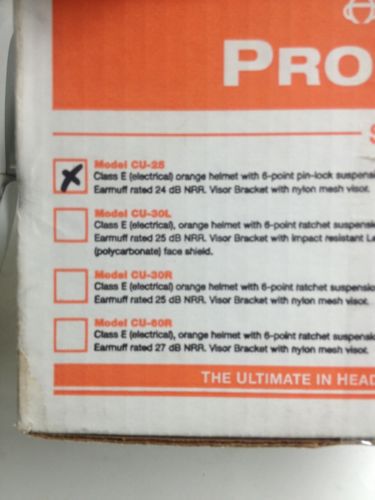 PRO
Model CU-25
Class E (electrical) orange helmet with 6-point pin-lock suspens
Earmuff rated 24 dB NRR. Visor Bracket with nylon mesh visor.
Model CU-30L
Class E (electrical), orange helmet with 6-point ratchet suspens
Earmuff rated 25 dB NRR. Visor Bracket with impact resistant Le
(polycarbonate) face shield.
Model CU-30R
Class E (electrical) orange helmet with 6-point ratchet suspens
Earmuff rated 25 dB NRR. Visor Bracket with nylon mesh visor.
Model CU-60R
Class E (electrical), orange helmet with 6-point ratchet suspens
Earmuff rated 27 dB NRR. Visor Bracket with nylon mesh visor.
THE ULTIMATE IN HEAD